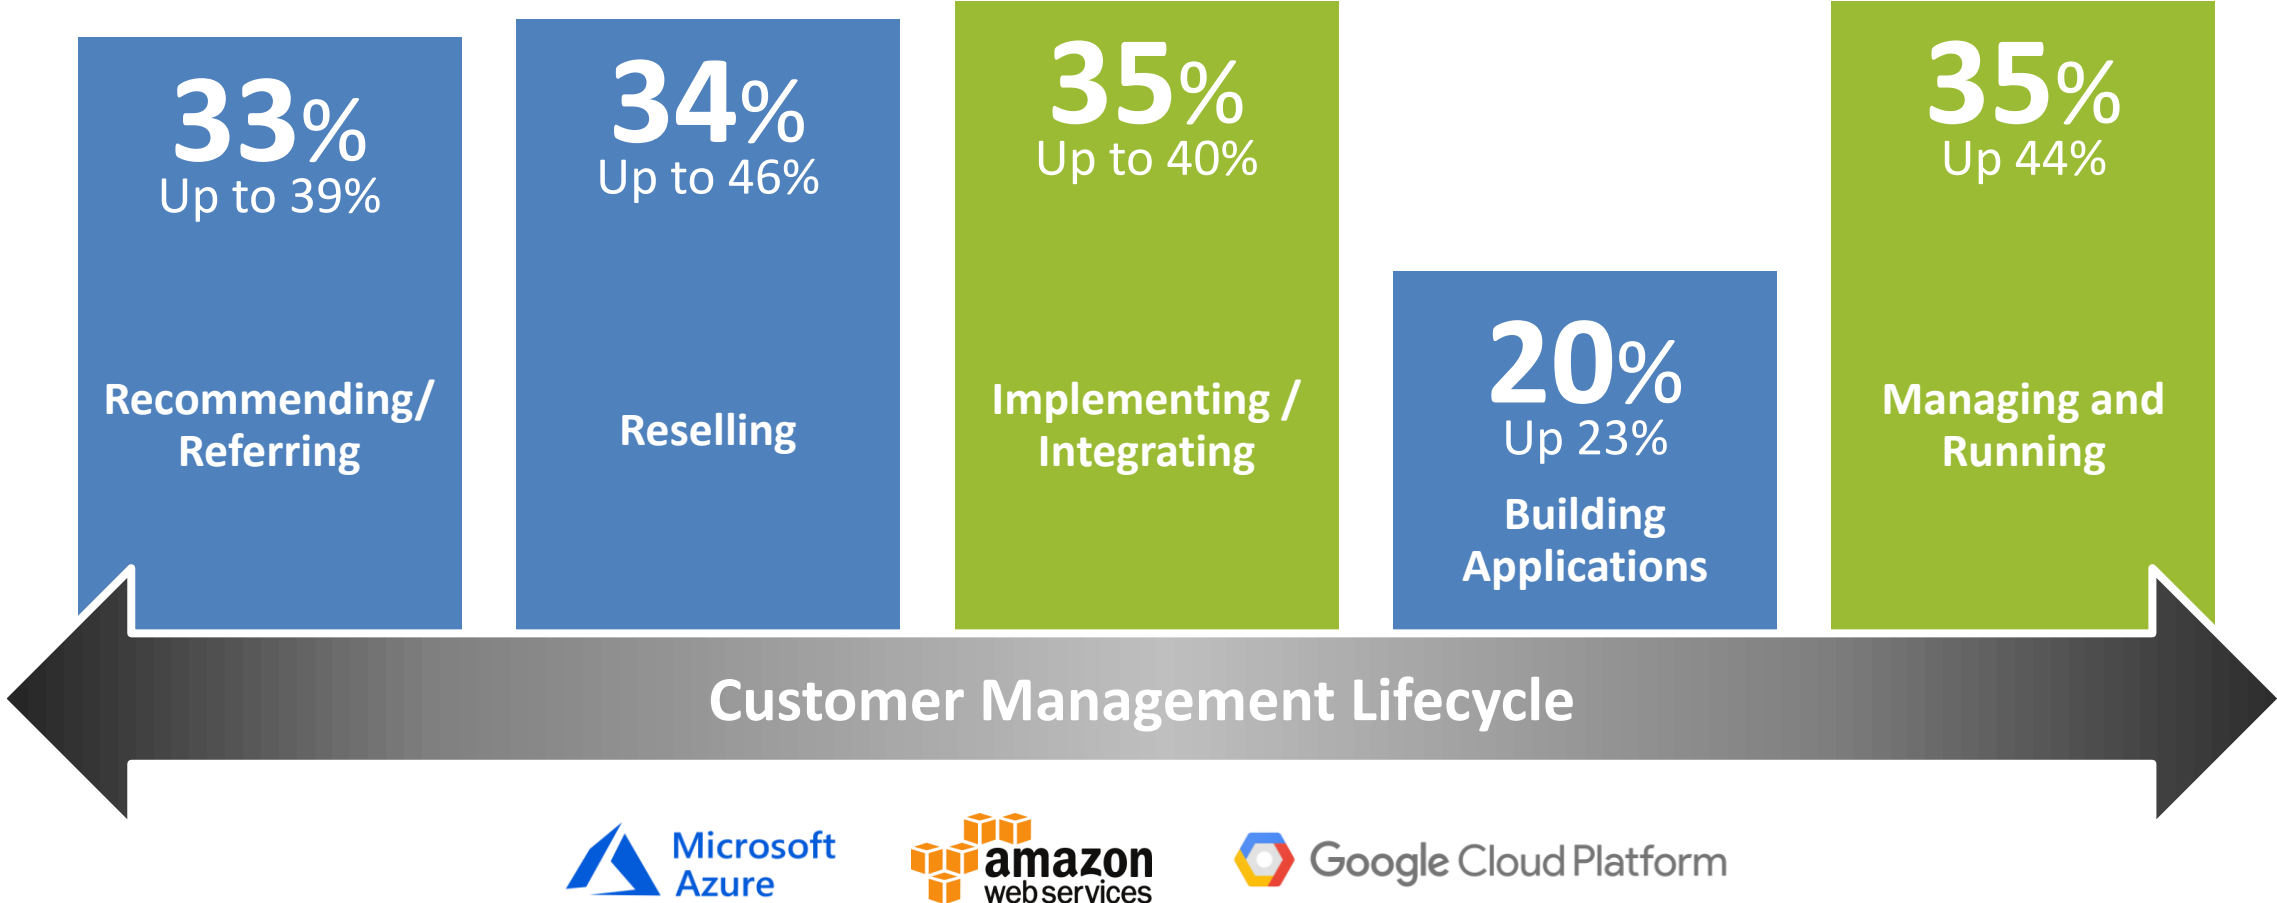 33%
Up to 39%
Recommending/
Referring
34%
Up to 46%
Reselling
35%
Up to 40%
Implementing /
Integrating
20%
Up 23%
Building
Applications
35%
Up 44%
Managing and
Running
Customer Management Lifecycle
Microsoft
Azure
amazon
web services
Google Cloud Platform